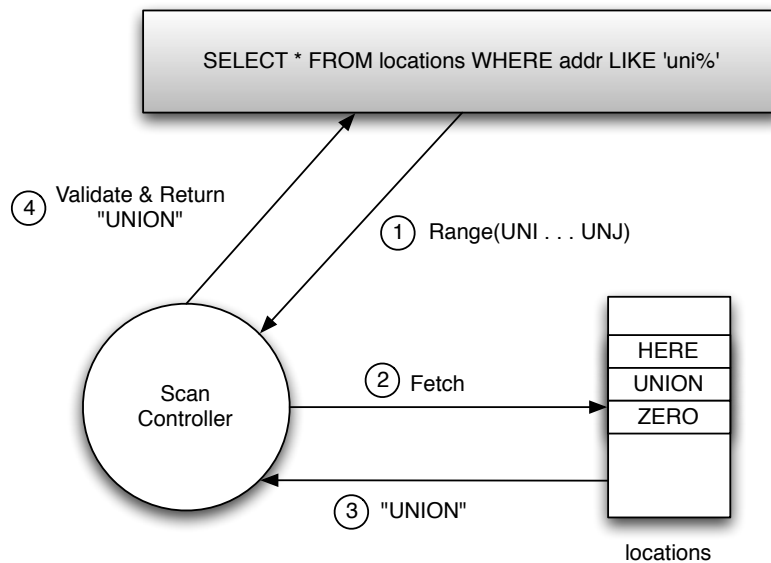 SELECT * FROM locations WHERE addr LIKE 'uni%'
4 Validate & Return
"UNION"
1 Range(UNI . . . UNJ)
Scan
Controller
2 Fetch
HERE
UNION
ZERO
3 "UNION"
locations